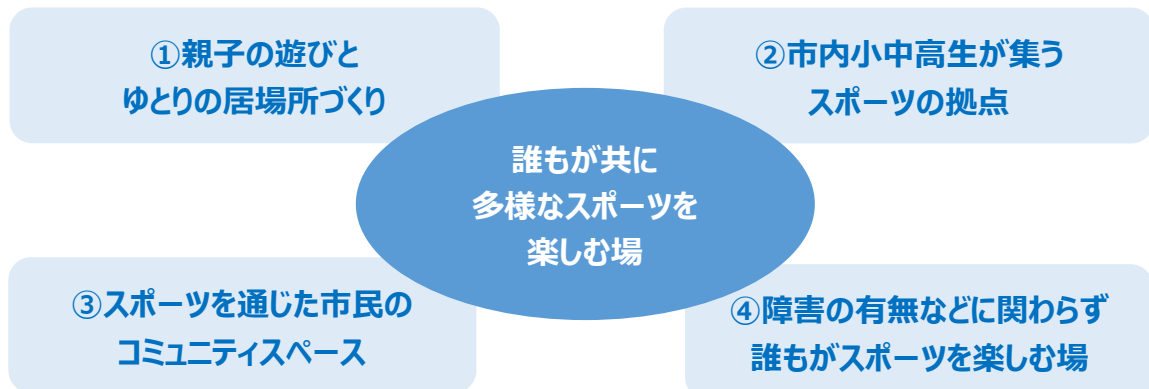 ①親子の遊びと
ゆとりの居場所づくり
②市内小中高生が集う
スポーツの拠点
誰もが共に
多様なスポーツを
楽しむ場
③スポーツを通じた市民の
コミュニティスペース
④障害の有無などに関わらず
誰もがスポーツを楽しむ場